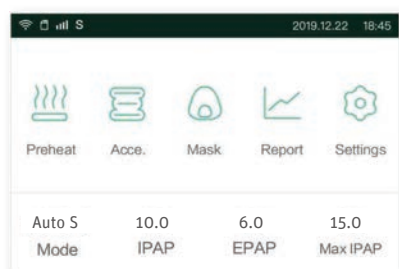 S 2019.12.22 18:45
Preheat Acce. Mask Report Settings
Auto S 10.0 6.0 15.0
Mode IPAP EPAP Max IPAP